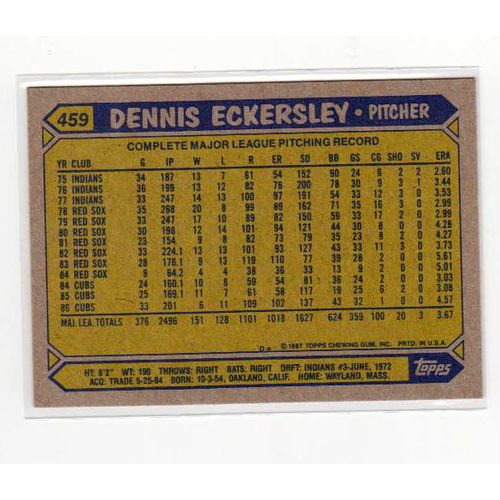 459 DENNIS ECKERSLEY • PITCHER
COMPLETE MAJOR LEAGUE PITCHING RECORD
YR CLUB G IP W L R ER SO BB GS CG SHO SV ERA
75 INDIANS 34 187 13 7 61 54 152 90 24 6 2 2 2.60
76 INDIANS 36 199 13 12 82 76 200 78 30 9 3 1 3.44
77 INDIANS 33 247 14 13 100 97 191 54 33 12 3 0 3.53
78 RED SOX 35 268 20 8 99 89 162 71 35 16 3 0 2.99
79 RED SOX 33 247 17 10 89 82 150 59 33 17 2 0 2.99
80 RED SOX 30 198 12 14 101 94 121 44 30 8 0 0 4.28
81 RED SOX 23 154 9 8 82 73 79 35 23 8 2 0 4.27
82 RED SOX 33 224.1 13 13 101 93 127 43 33 11 3 0 3.73
83 RED SOX 28 176.1 9 13 119 110 77 39 28 2 0 0 5.61
84 RED SOX 9 64.2 4 4 38 36 33 13 9 2 0 0 5.01
84 CUBS 24 160.1 10 8 59 54 81 36 24 2 0 0 3.03
85 CUBS 25 169.1 11 7 61 58 117 19 25 6 2 0 3.08
86 CUBS 33 201 6 11 109 102 137 43 32 1 0 0 4.57
MAJ. LEA. TOTALS 376 2496 151 128 1101 1018 1627 624 359 100 20 3 3.67
D* © 1987 TOPPS CHEWING GUM, INC. PRTD. IN U.S.A.
HT: 6'2" WT: 190 THROWS: RIGHT BATS: RIGHT DRFT: INDIANS #3-JUNE, 1972
ACQ: TRADE 5-25-84 BORN: 10-3-54, OAKLAND, CALIF. HOME: WAYLAND, MASS.
Topps